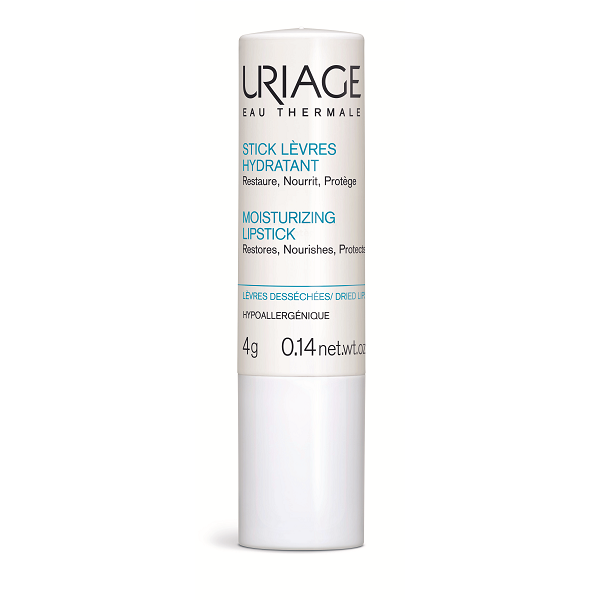 URIAGE
EAU THERMALE
STICK LÈVRES
HYDRATANT
Restaure, Nourrit, Protège
MOISTURIZING
LIPSTICK
Restores, Nourishes, Protects
LÈVRES DESSÉCHÉES/ DRIED LIPS
HYPOALLERGÉNIQUE
4g 0.14 net.wt.oz